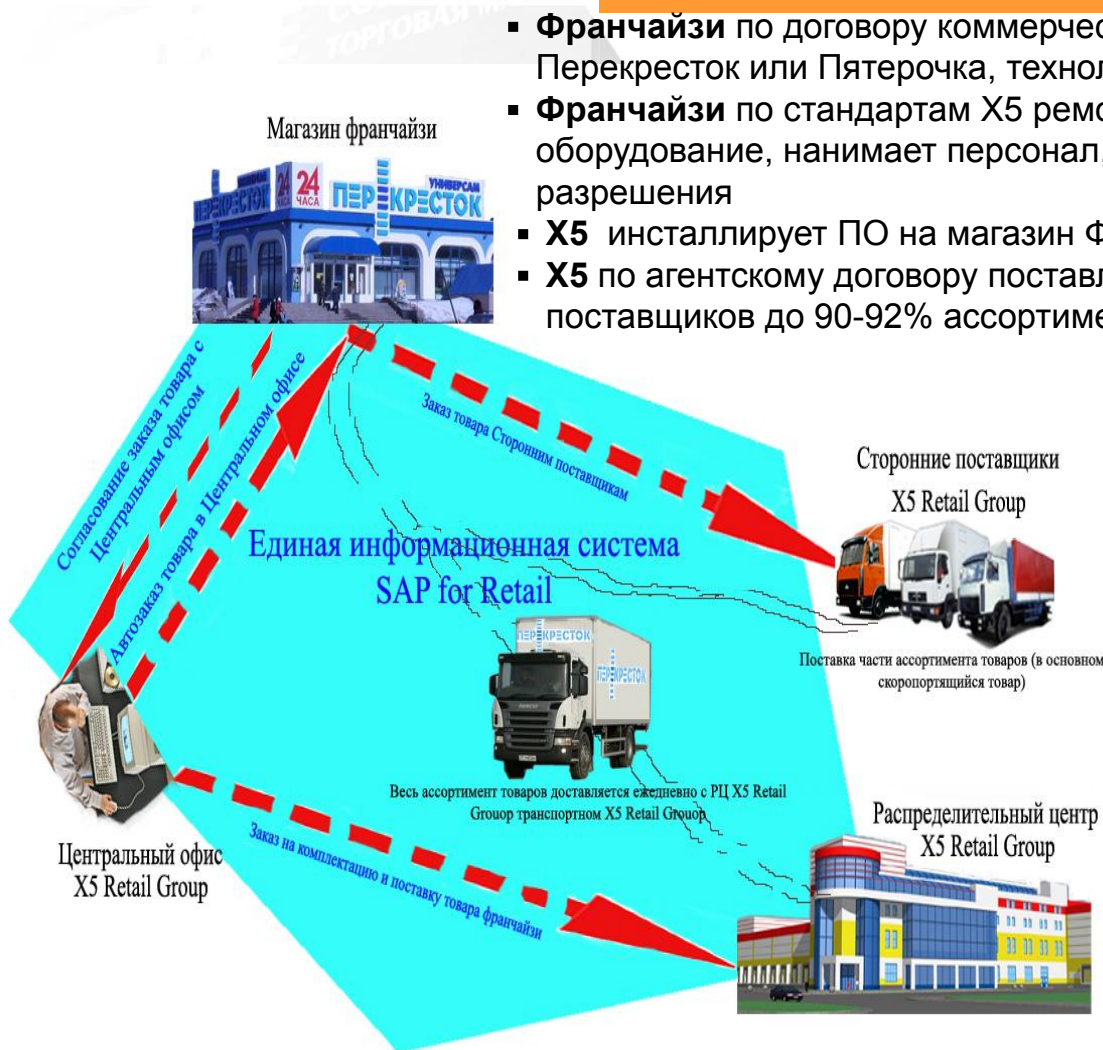 ТОРГОВАЯ
▪ Франчайзи по договору коммерчес
Перекресток или Пятерочка, технол
▪ Франчайзи по стандартам Х5 ремо
оборудование, нанимает персонал,
разрешения
▪ Х5 инсталлирует ПО на магазин Ф
▪ Х5 по агентскому договору поставл
поставщиков до 90-92% ассортиме
Магазин франчайзи
24
ЧАСА
24
ЧАСА
ПЕРЕКРЕСТОК
УНИВЕРСАМ
ПЕРЕКРЕСТОК
Согласование заказа товара с
Центральным офисом
Автозаказ товара в Центральном офисе
Заказ товара Сторонним поставщикам
Единая информационная система
SAP for Retail
Сторонние поставщики
X5 Retail Group
Поставка части ассортимента товаров (в основном
скоропортящийся товар)
ПЕРЕКРЕСТОК
ПЕРЕКРЕСТОК
Весь ассортимент товаров доставляется ежедневно с РЦ X5 Retail
Grouop транспортном X5 Retail Grouop
Центральный офис
X5 Retail Group
Заказ на комплектацию и поставку товара франчайзи
Распределительный центр
X5 Retail Group